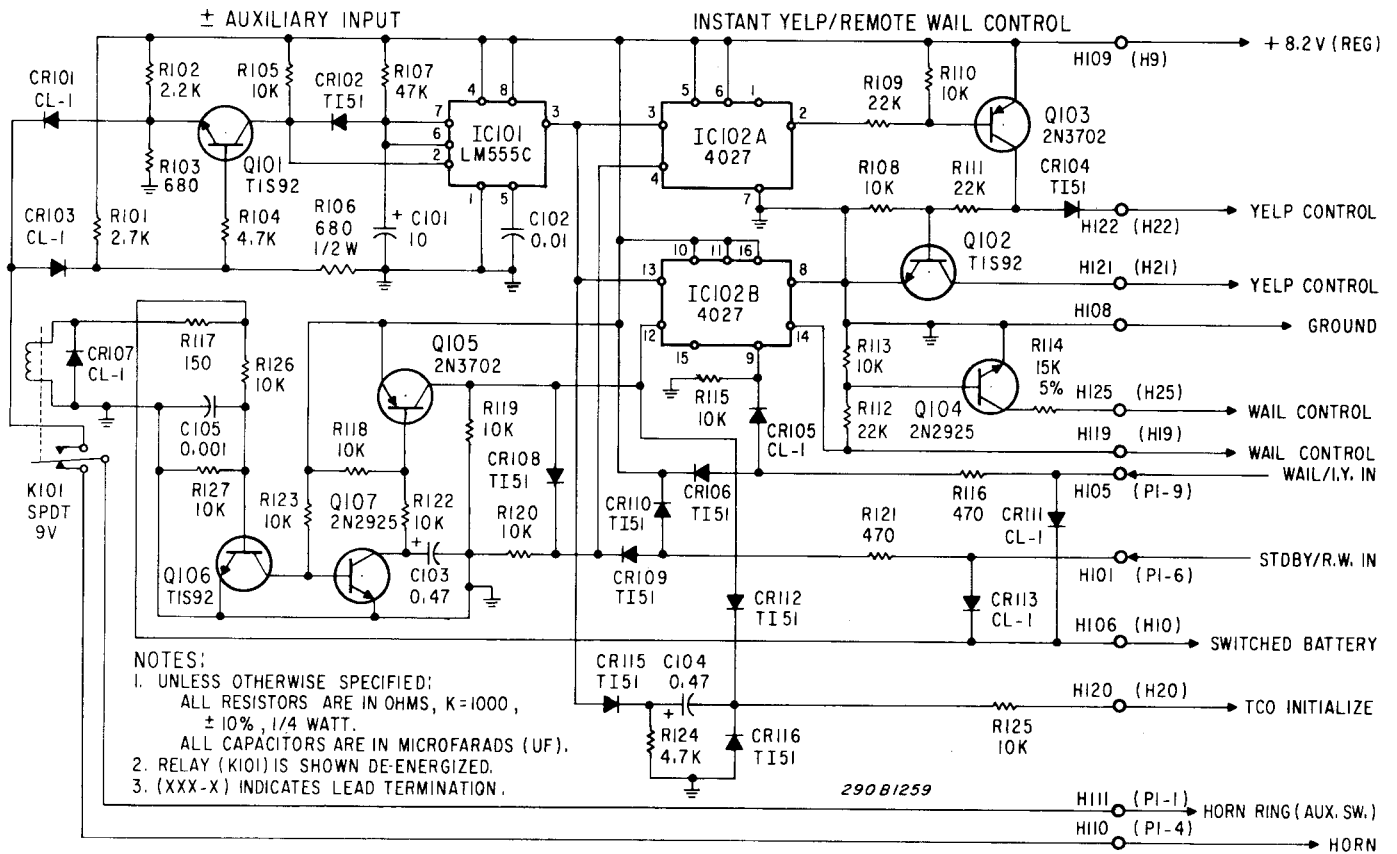 ± AUXILIARY INPUT
INSTANT YELP/REMOTE WAIL CONTROL
CR101
CL-1
R102
2.2K
R105
10K
CR102
TI51
R107
47K
R103
680
Q101
TIS92
4
8
7
6
2
3
1
5
IC101
LM555C
CR103
CL-1
R101
2.7K
R104
4.7K
R106
680
1/2W
+
C101
10
C102
0.01
5
6
1
3
2
4
7
IC102A
4027
R109
22K
R110
10K
Q103
2N3702
R108
10K
R111
22K
CR104
TI51
Q102
TIS92
10
11
16
13
8
12
14
15
9
IC102B
4027
H109 (H9)
+8.2V (REG)
H122 (H22)
YELP CONTROL
H121 (H21)
YELP CONTROL
H108
GROUND
R113
10K
R112
22K
Q104
2N2925
R114
15K
5%
H125 (H25)
WAIL CONTROL
H119 (H19)
WAIL CONTROL
WAIL/I.Y. IN
H105 (P1-9)
CR107
CL-1
R117
150
R126
10K
C105
0.001
R127
10K
K101
SPDT
9V
Q105
2N3702
R118
10K
R119
10K
R115
10K
CR105
CL-1
CR108
TI51
R123
10K
Q107
2N2925
R122
10K
R120
10K
CR110
TI51
CR106
TI51
R116
470
CR111
CL-1
R121
470
Q106
TIS92
+
C103
0.47
CR109
TI51
CR112
TI51
CR113
CL-1
H101 (P1-6)
STDBY/R.W. IN
H106 (H10)
SWITCHED BATTERY
CR115
TI51
C104
0.47
+
R124
4.7K
CR116
TI51
R125
10K
H120 (H20)
TCO INITIALIZE
NOTES:
1. UNLESS OTHERWISE SPECIFIED:
ALL RESISTORS ARE IN OHMS, K=1000,
±10%, 1/4 WATT.
ALL CAPACITORS ARE IN MICROFARADS (UF).
2. RELAY (K101) IS SHOWN DE-ENERGIZED.
3. (XXX-X) INDICATES LEAD TERMINATION.
290B1259
H111 (P1-1)
HORN RING (AUX. SW.)
H110 (P1-4)
HORN